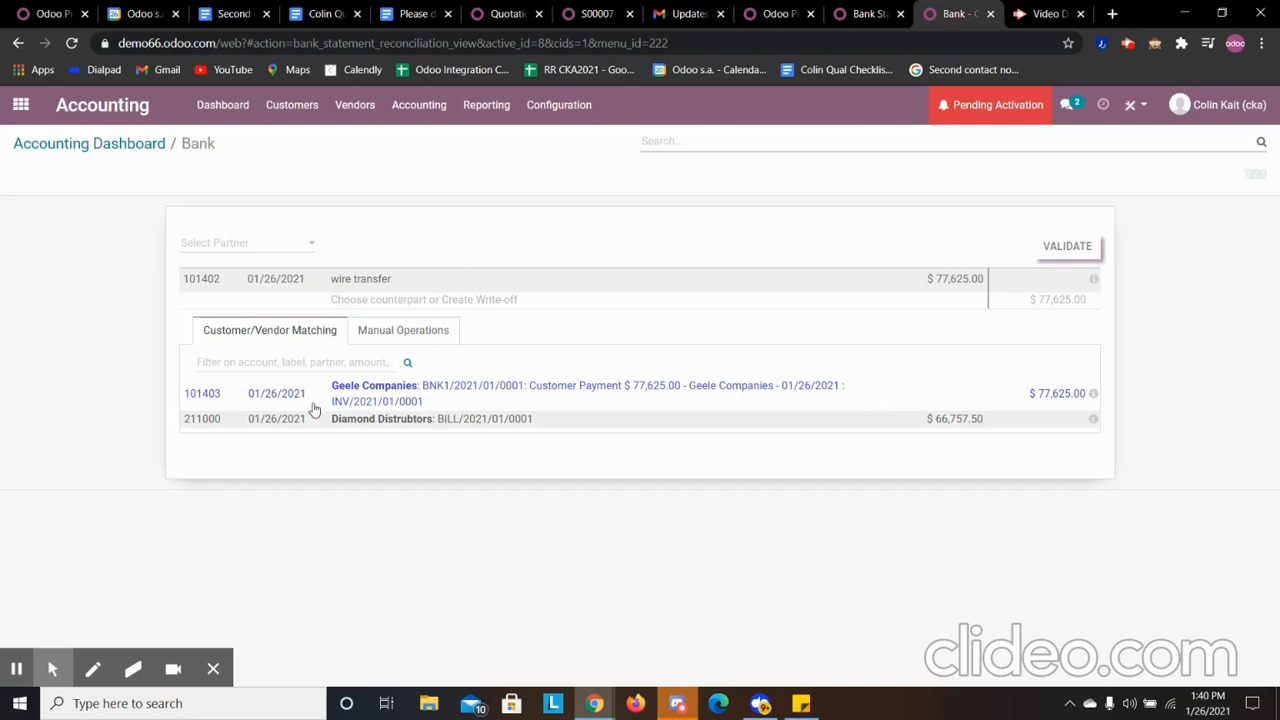 Odoo P
Odoo s.
Second
Colin Qu
Please d
Quotati
S00007
Updates
Odoo P
Bank Sta
Bank - C
Video D
demo66.odoo.com/web?#action=bank_statement_reconciliation_view&active_id=8&cids=1&menu_id=222
odoo
Apps
Dialpad
Gmail
YouTube
Maps
Calendly
Odoo Integration C...
RR CKA2021 - Goo...
Odoo s.a. - Calenda...
Colin Qual Checklis...
Second contact no...
Accounting
Dashboard
Customers
Vendors
Accounting
Reporting
Configuration
Pending Activation
2
Colin Kait (cka)
Accounting Dashboard / Bank
Search...
Select Partner
VALIDATE
101402 01/26/2021 wire transfer $ 77,625.00
Choose counterpart or Create Write-off $ 77,625.00
Customer/Vendor Matching
Manual Operations
Filter on account, label, partner, amount,...
101403 01/26/2021 Geele Companies: BNK1/2021/01/0001: Customer Payment $ 77,625.00 - Geele Companies - 01/26/2021 : $ 77,625.00
INV/2021/01/0001
211000 01/26/2021 Diamond Distrubtors: BILL/2021/01/0001 $ 66,757.50
clideo.com
Type here to search
10
L
9+
1:40 PM
1/26/2021